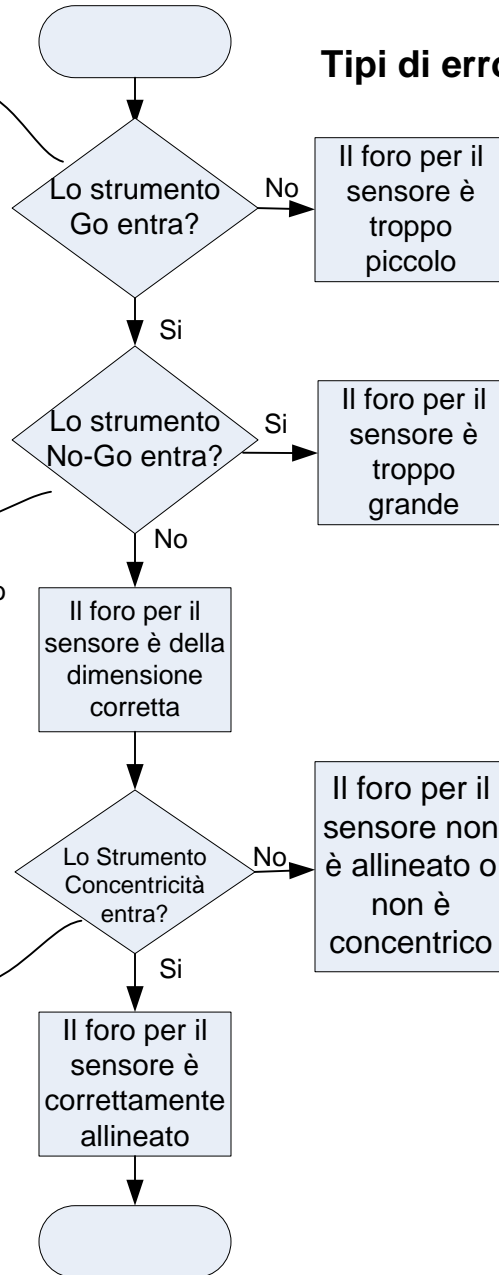 Tipi di erro
Lo strumento
Go entra?
No
Il foro per il
sensore è
troppo
piccolo
Si
Lo strumento
No-Go entra?
Si
Il foro per il
sensore è
troppo
grande
No
o
Il foro per il
sensore è della
dimensione
corretta
Lo Strumento
Concentricità
entra?
No
Il foro per il
sensore non
è allineato o
non è
concentrico
Si
Il foro per il
sensore è
correttamente
allineato